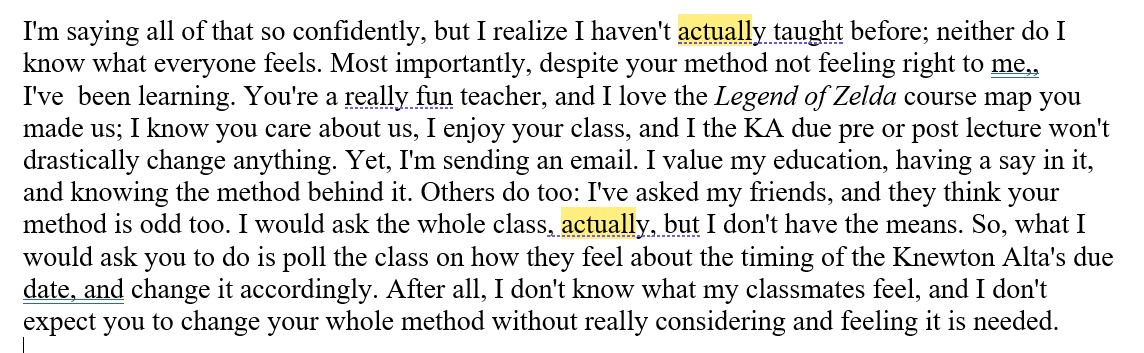 I'm saying all of that so confidently, but I realize I haven't actually taught before; neither do I
know what everyone feels. Most importantly, despite your method not feeling right to me,,
I've  been learning. You're a really fun teacher, and I love the Legend of Zelda course map you
made us; I know you care about us, I enjoy your class, and I the KA due pre or post lecture won't
drastically change anything. Yet, I'm sending an email. I value my education, having a say in it,
and knowing the method behind it. Others do too: I've asked my friends, and they think your
method is odd too. I would ask the whole class, actually, but I don't have the means. So, what I
would ask you to do is poll the class on how they feel about the timing of the Knewton Alta's due
date, and change it accordingly. After all, I don't know what my classmates feel, and I don't
expect you to change your whole method without really considering and feeling it is needed.